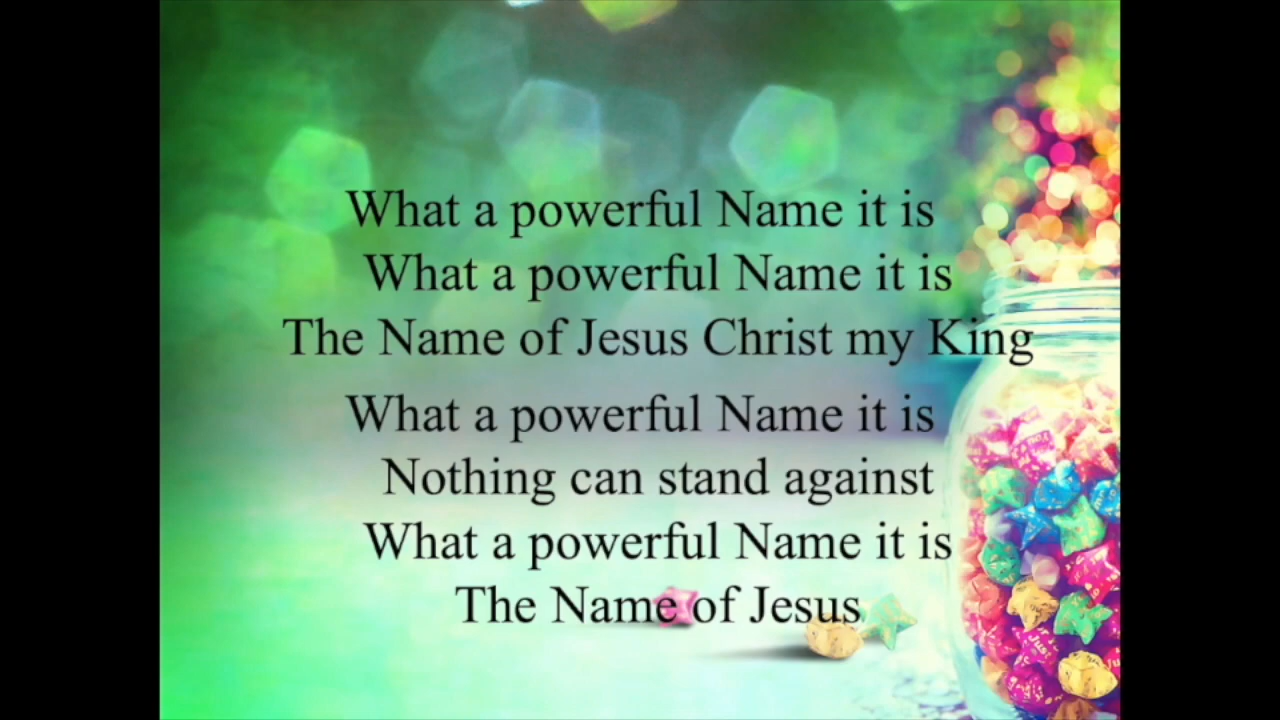 What a powerful Name it is
What a powerful Name it is
The Name of Jesus Christ my King
What a powerful Name it is
Nothing can stand against
What a powerful Name it is
The Name of Jesus